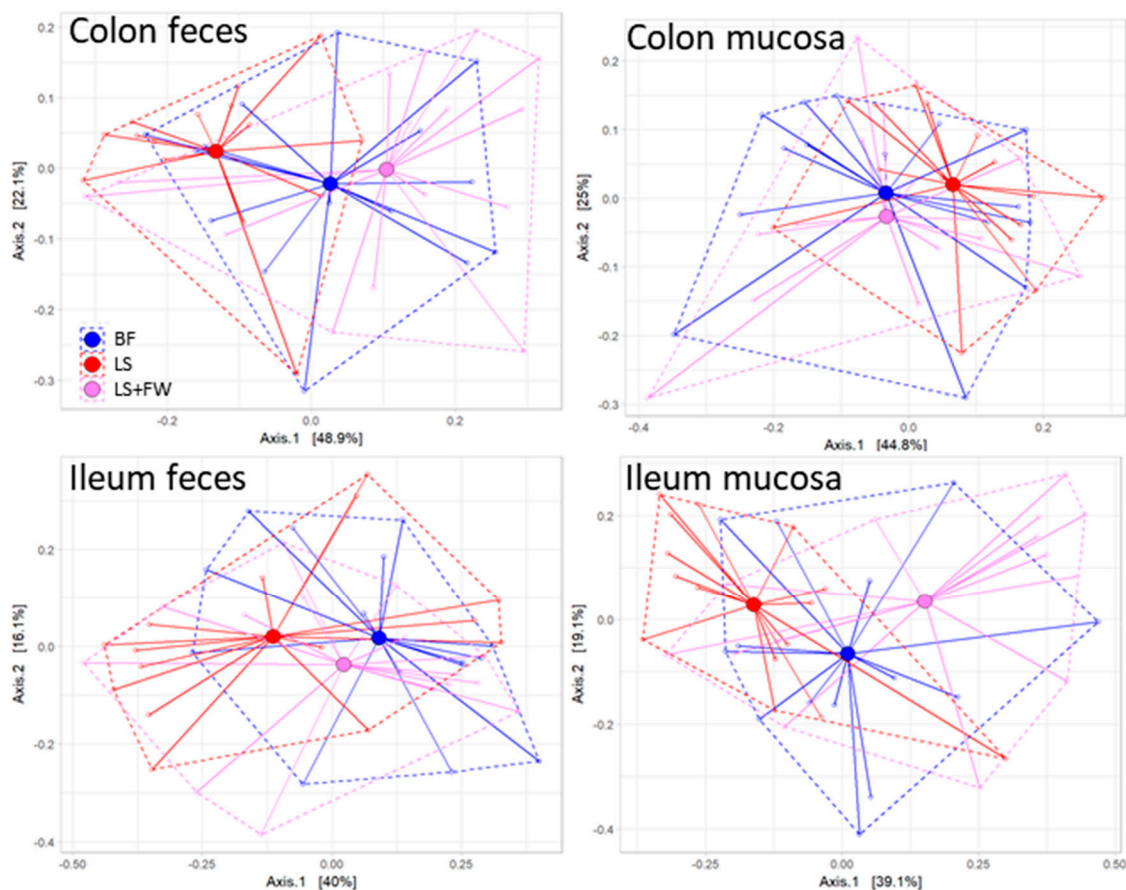 Colon feces
0.2
0.1
0.0
-0.1
-0.2
-0.3
Axis.2 [22.1%]
BF
LS
LS+FW
-0.2
0.0
0.2
Axis.1 [48.9%]
Colon mucosa
0.2
0.1
0.0
-0.1
-0.2
-0.3
Axis.2 [25%]
-0.4
-0.2
0.0
0.2
Axis.1 [44.8%]
Ileum feces
0.2
0.0
-0.2
-0.4
Axis.2 [16.1%]
-0.50
-0.25
0.00
0.25
Axis.1 [40%]
Ileum mucosa
0.2
0.0
-0.2
-0.4
Axis.2 [19.1%]
-0.25
0.00
0.25
0.50
Axis.1 [39.1%]